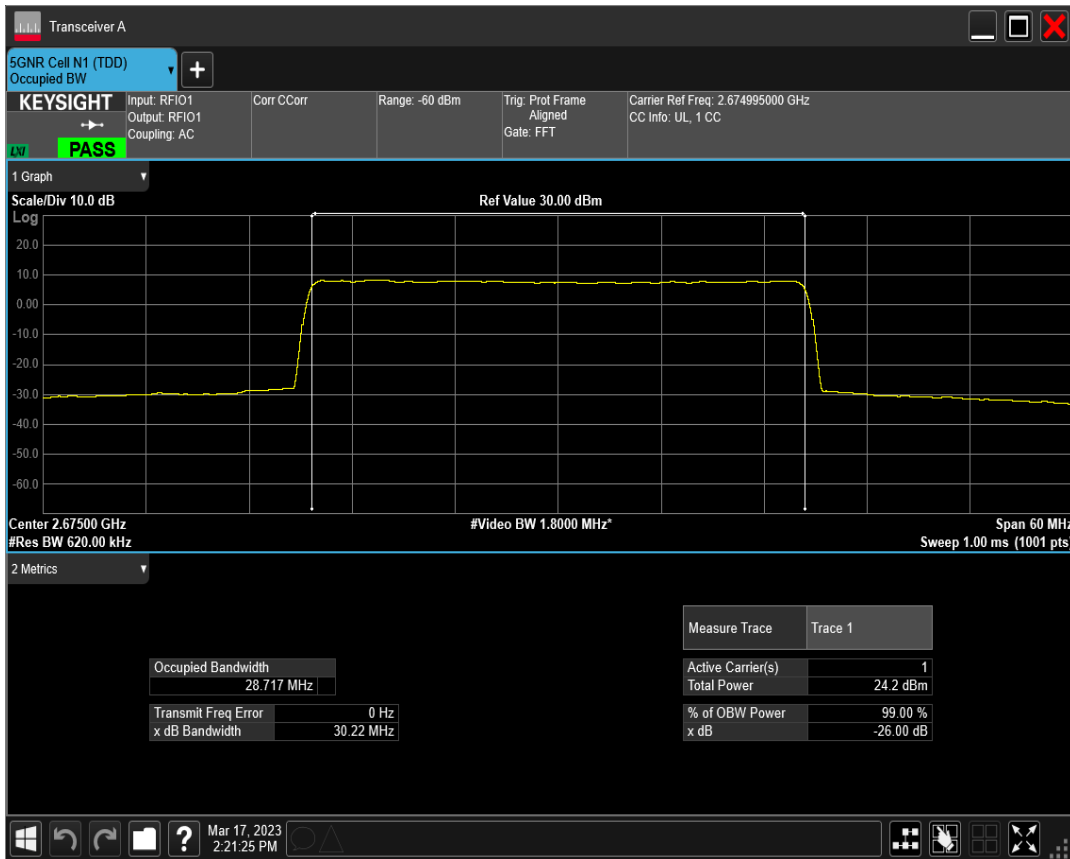 Transceiver A
5GNR Cell N1 (TDD)
Occupied BW
+
KEYSIGHT
LXI
PASS
Input: RFIO1
Output: RFIO1
Coupling: AC
Corr CCorr
Range: -60 dBm
Trig: Prot Frame
Aligned
Gate: FFT
Carrier Ref Freq: 2.674995000 GHz
CC Info: UL, 1 CC
1 Graph
Scale/Div 10.0 dB
Ref Value 30.00 dBm
Log
20.0
10.0
0.00
-10.0
-20.0
-30.0
-40.0
-50.0
-60.0
Center 2.67500 GHz
#Video BW 1.8000 MHz*
Span 60 MHz
#Res BW 620.00 kHz
Sweep 1.00 ms (1001 pts)
2 Metrics
Measure Trace Trace 1
Occupied Bandwidth
28.717 MHz
Active Carrier(s) 1
Total Power 24.2 dBm
Transmit Freq Error 0 Hz
x dB Bandwidth 30.22 MHz
% of OBW Power 99.00 %
x dB -26.00 dB
?
Mar 17, 2023
2:21:25 PM